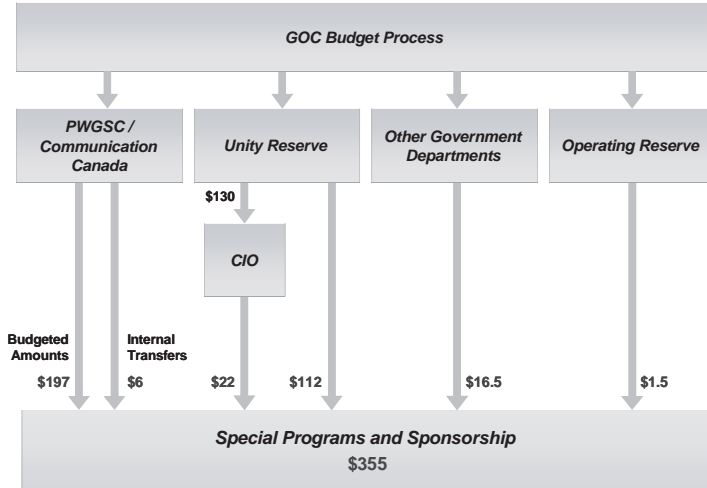 GOC Budget Process
PWGSC /
Communication
Canada
Unity Reserve
Other Government
Departments
Operating Reserve
$130
CIO
Budgeted
Amounts
Internal
Transfers
$197
$6
$22
$112
$16.5
$1.5
Special Programs and Sponsorship
$355